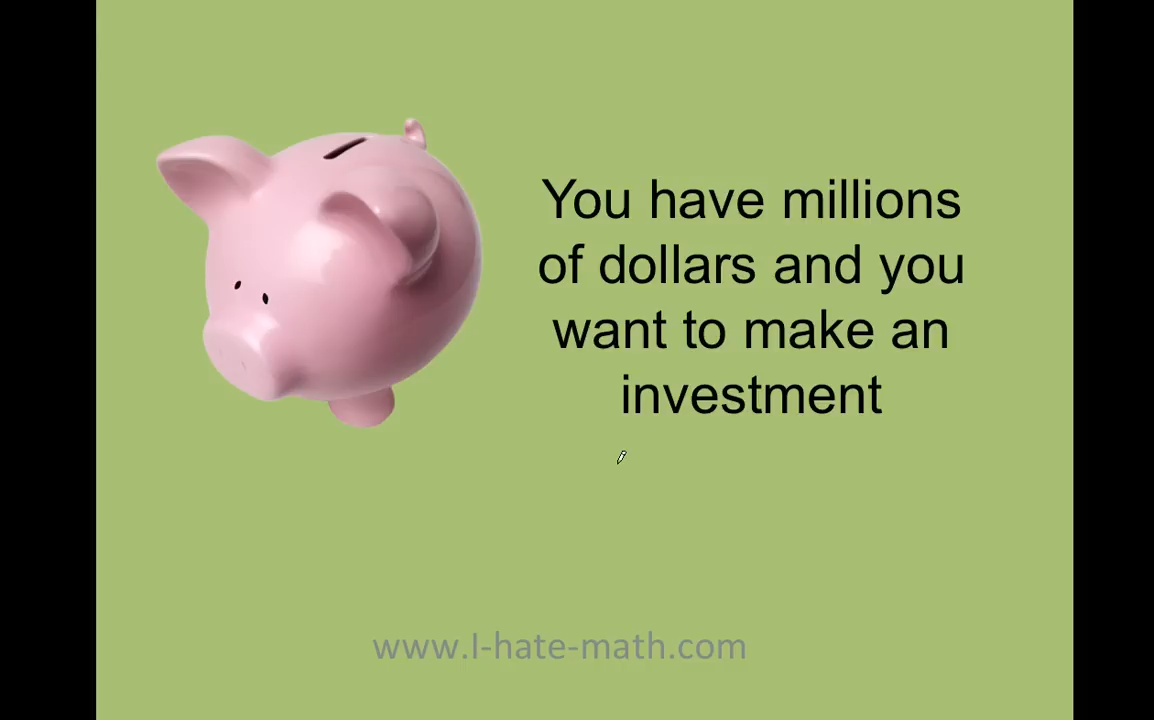 You have millions
of dollars and you
want to make an
investment
www.I-hate-math.com